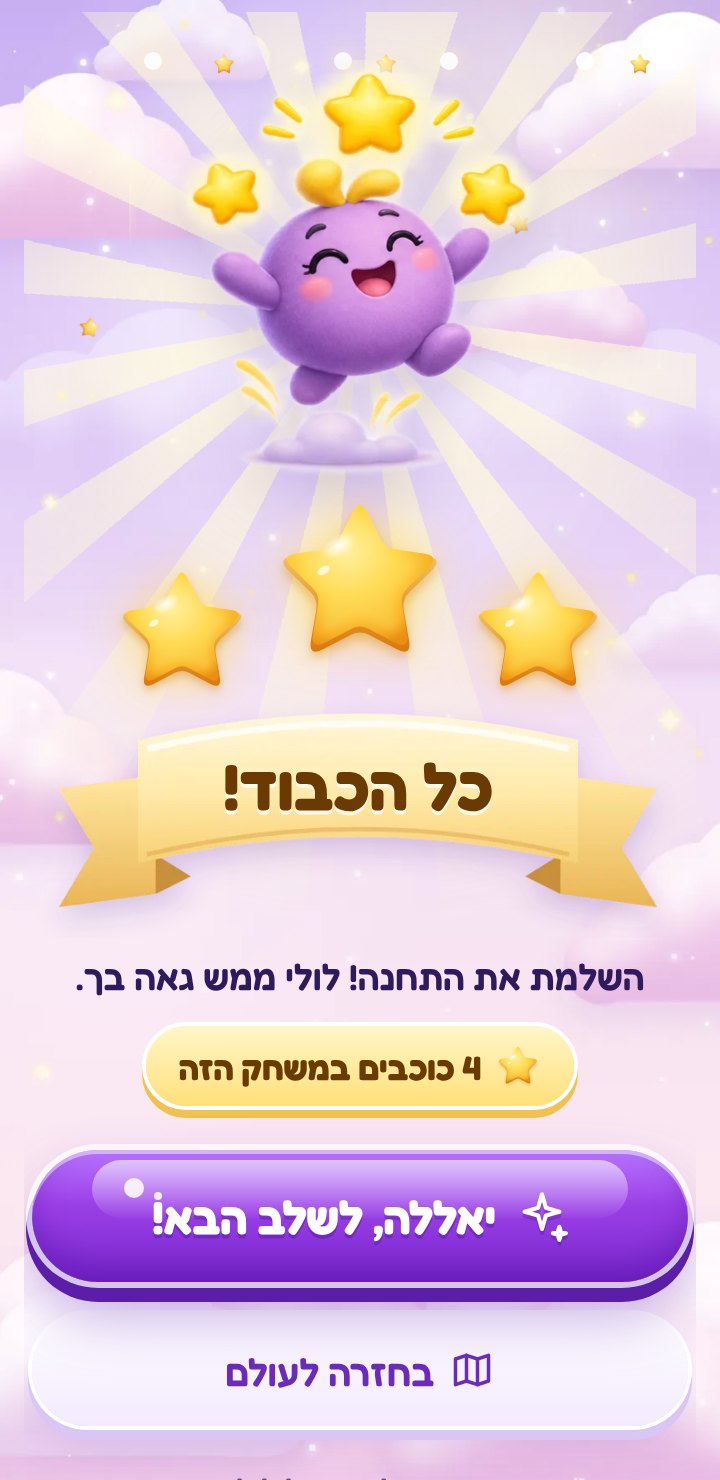 כל הכבוד!
השלמת את התחנה! לולי ממש גאה בך.
4 כוכבים במשחק הזה
יאללה, לשלב הבא!
בחזרה לעולם